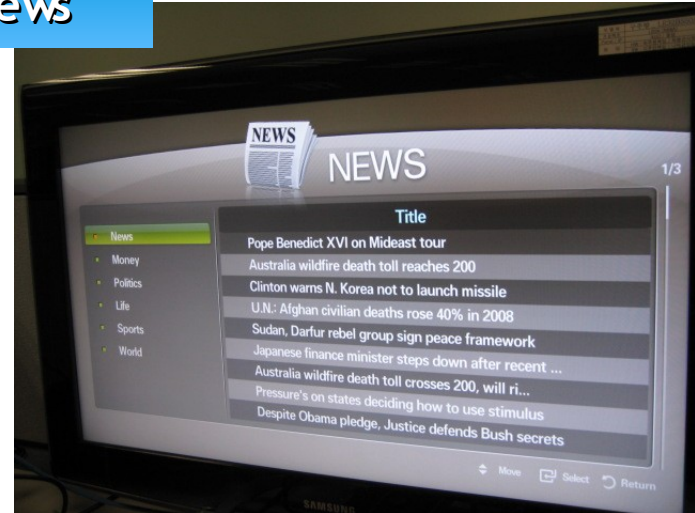 ews
NEWS
NEWS
1/3
Title
News
Money
Politics
Life
Sports
World
Pope Benedict XVI on Mideast tour
Australia wildfire death toll reaches 200
Clinton warns N. Korea not to launch missile
U.N.: Afghan civilian deaths rose 40% in 2008
Sudan, Darfur rebel group sign peace framework
Japanese finance minister steps down after recent ...
Australia wildfire death toll crosses 200, will ri...
Pressure's on states deciding how to use stimulus
Despite Obama pledge, Justice defends Bush secrets
Move Select Return
SAMSUNG